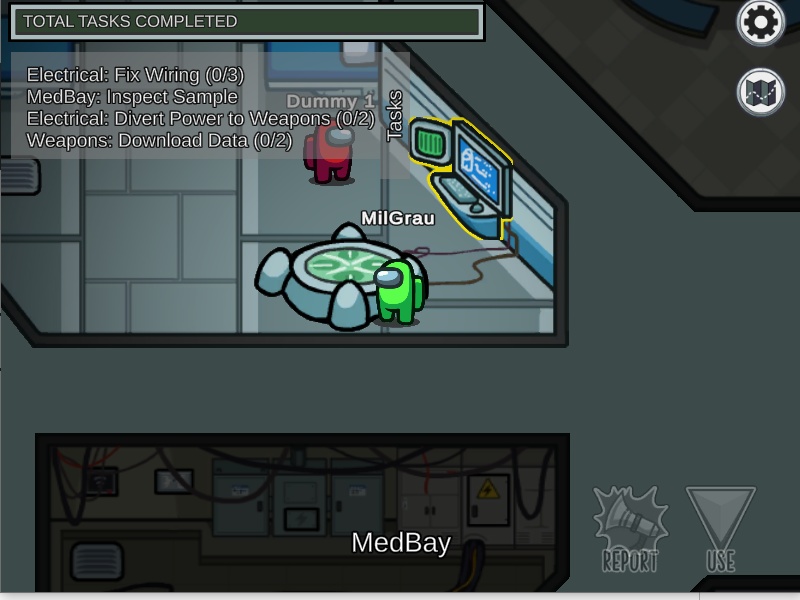 TOTAL TASKS COMPLETED
Electrical: Fix Wiring (0/3)
MedBay: Inspect Sample
Dummy 1
Electrical: Divert Power to Weapons (0/2)
Weapons: Download Data (0/2)
Tasks
MilGrau
MedBay
REPORT
USE